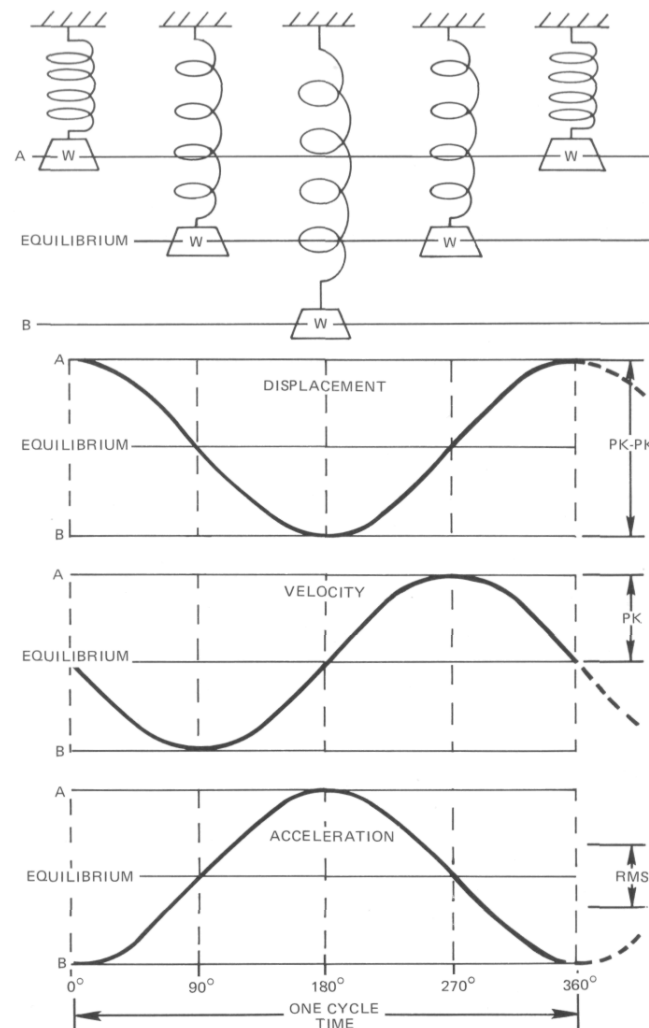 W W
A
EQUILIBRIUM W W
B W
A
DISPLACEMENT
EQUILIBRIUM PK-PK
B
A
VELOCITY
PK
EQUILIBRIUM
B
A
ACCELERATION
EQUILIBRIUM RMS
B
0° 90° 180° 270° 360°
ONE CYCLE
TIME